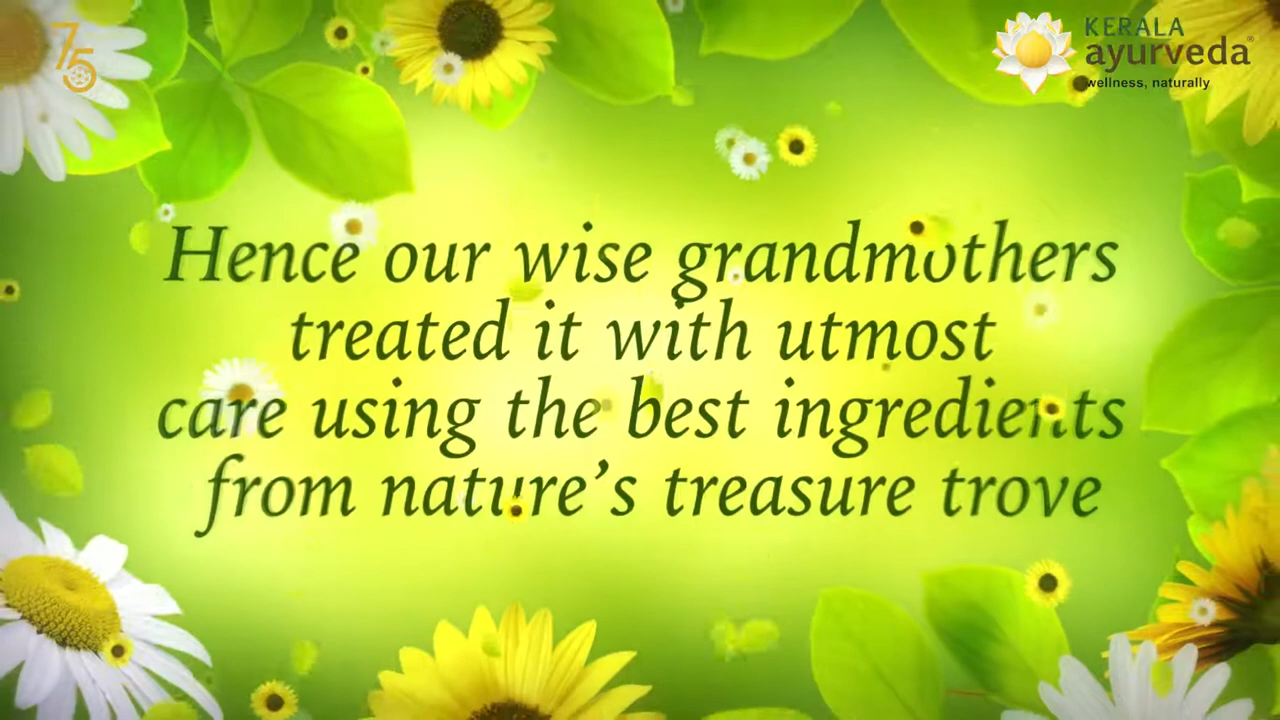 75
KERALA
ayurveda®
wellness, naturally
Hence our wise grandmothers
treated it with utmost
care using the best ingredients
from nature’s treasure trove